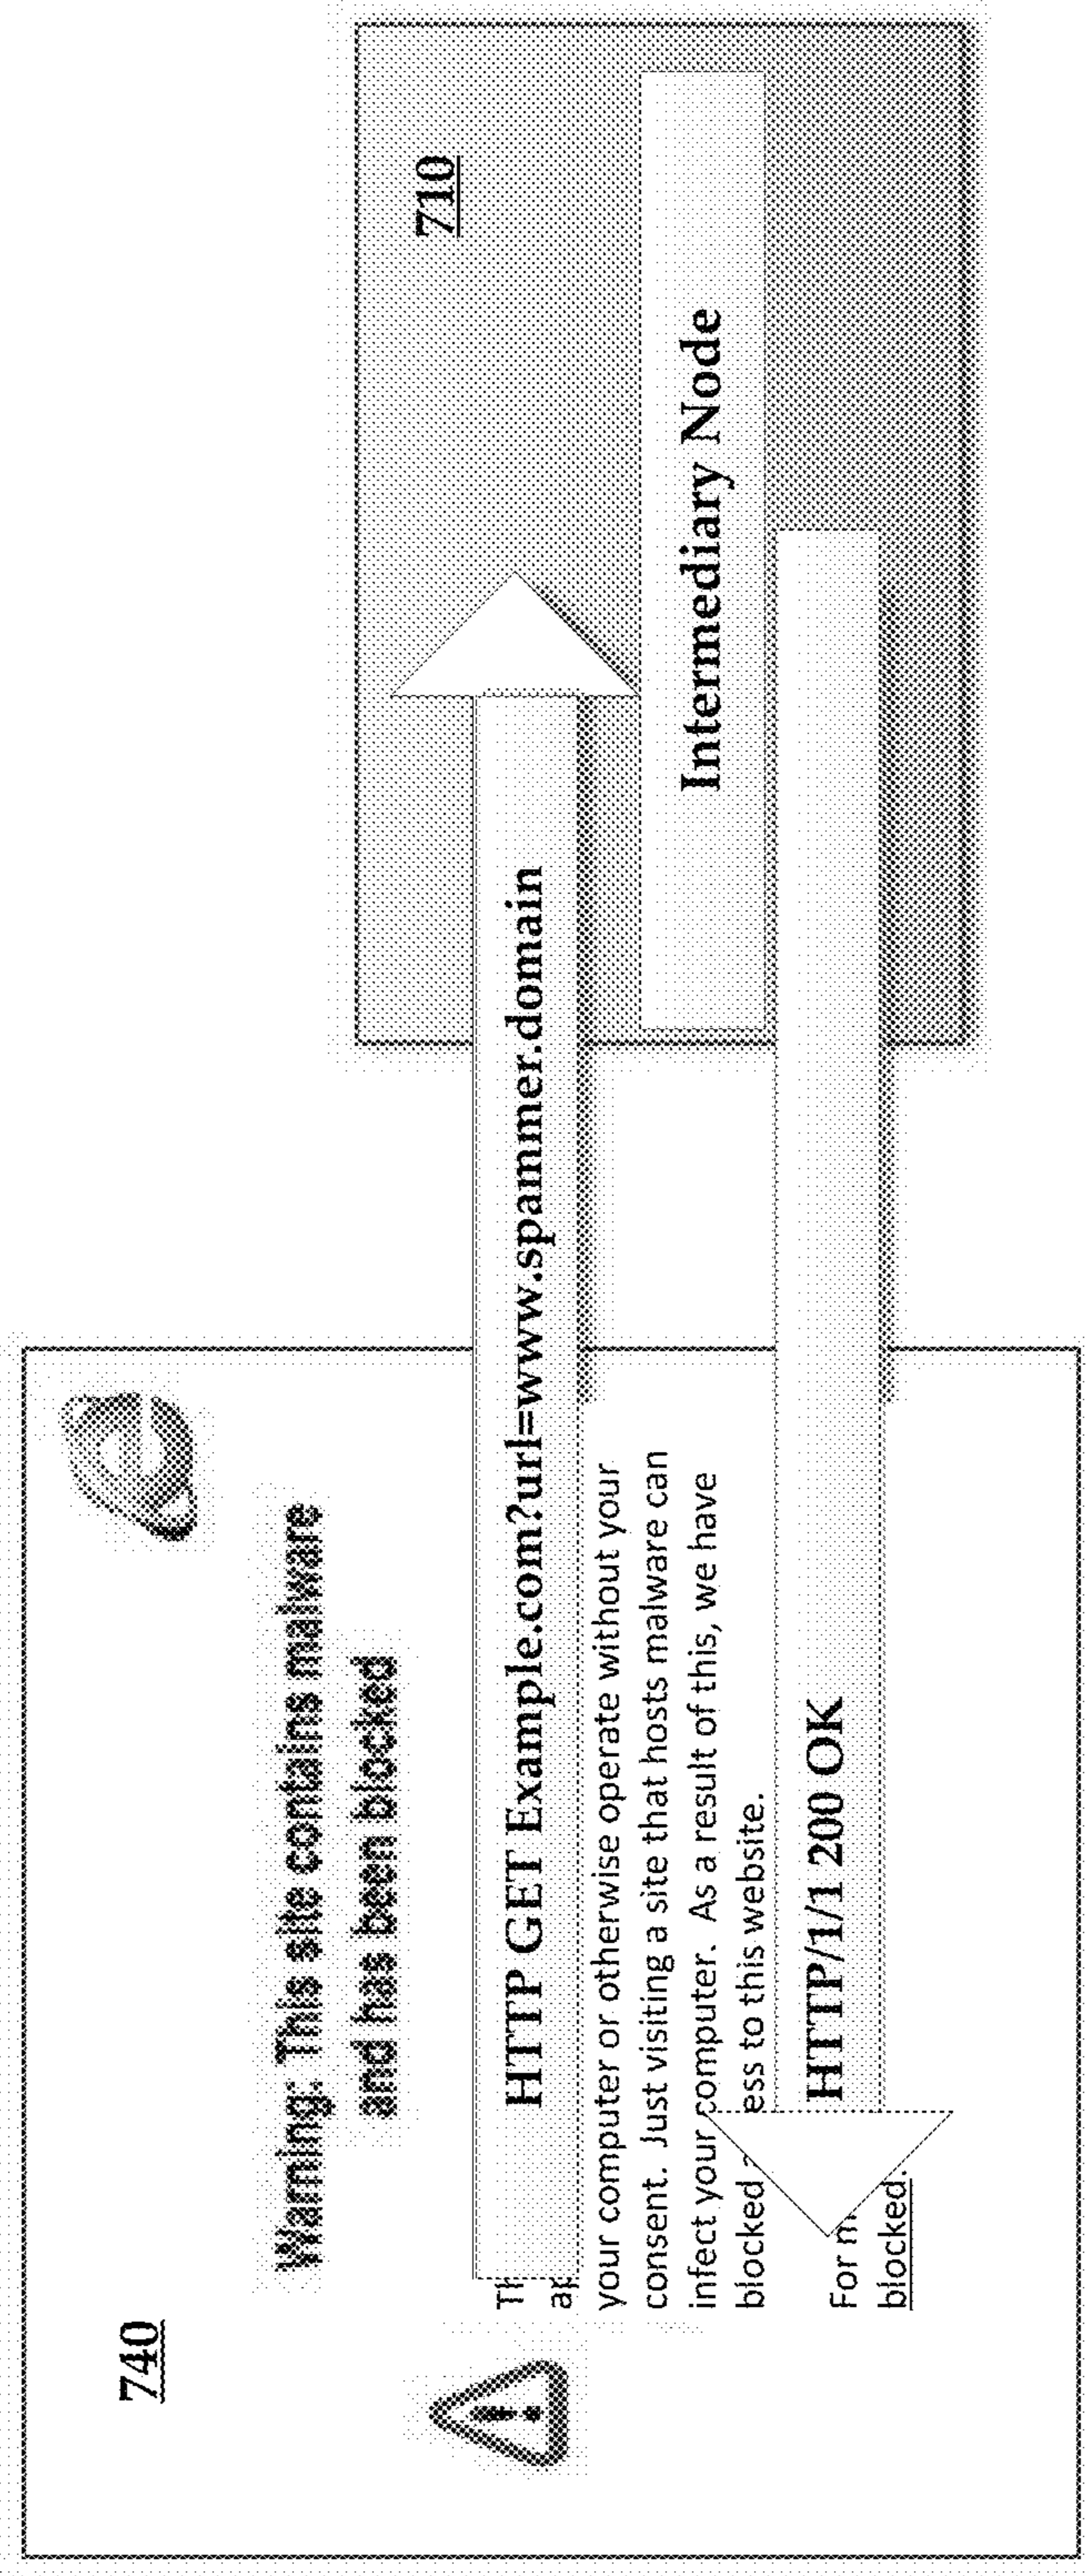 740
Warning: This site contains malware
and has been blocked
710
HTTP GET Example.com?url=www.spammer.domain
your computer or otherwise operate without your
consent. Just visiting a site that hosts malware can
infect your computer. As a result of this, we have
blocked ess to this website.
Intermediary Node
HTTP/1/1 200 OK
For
blocked.